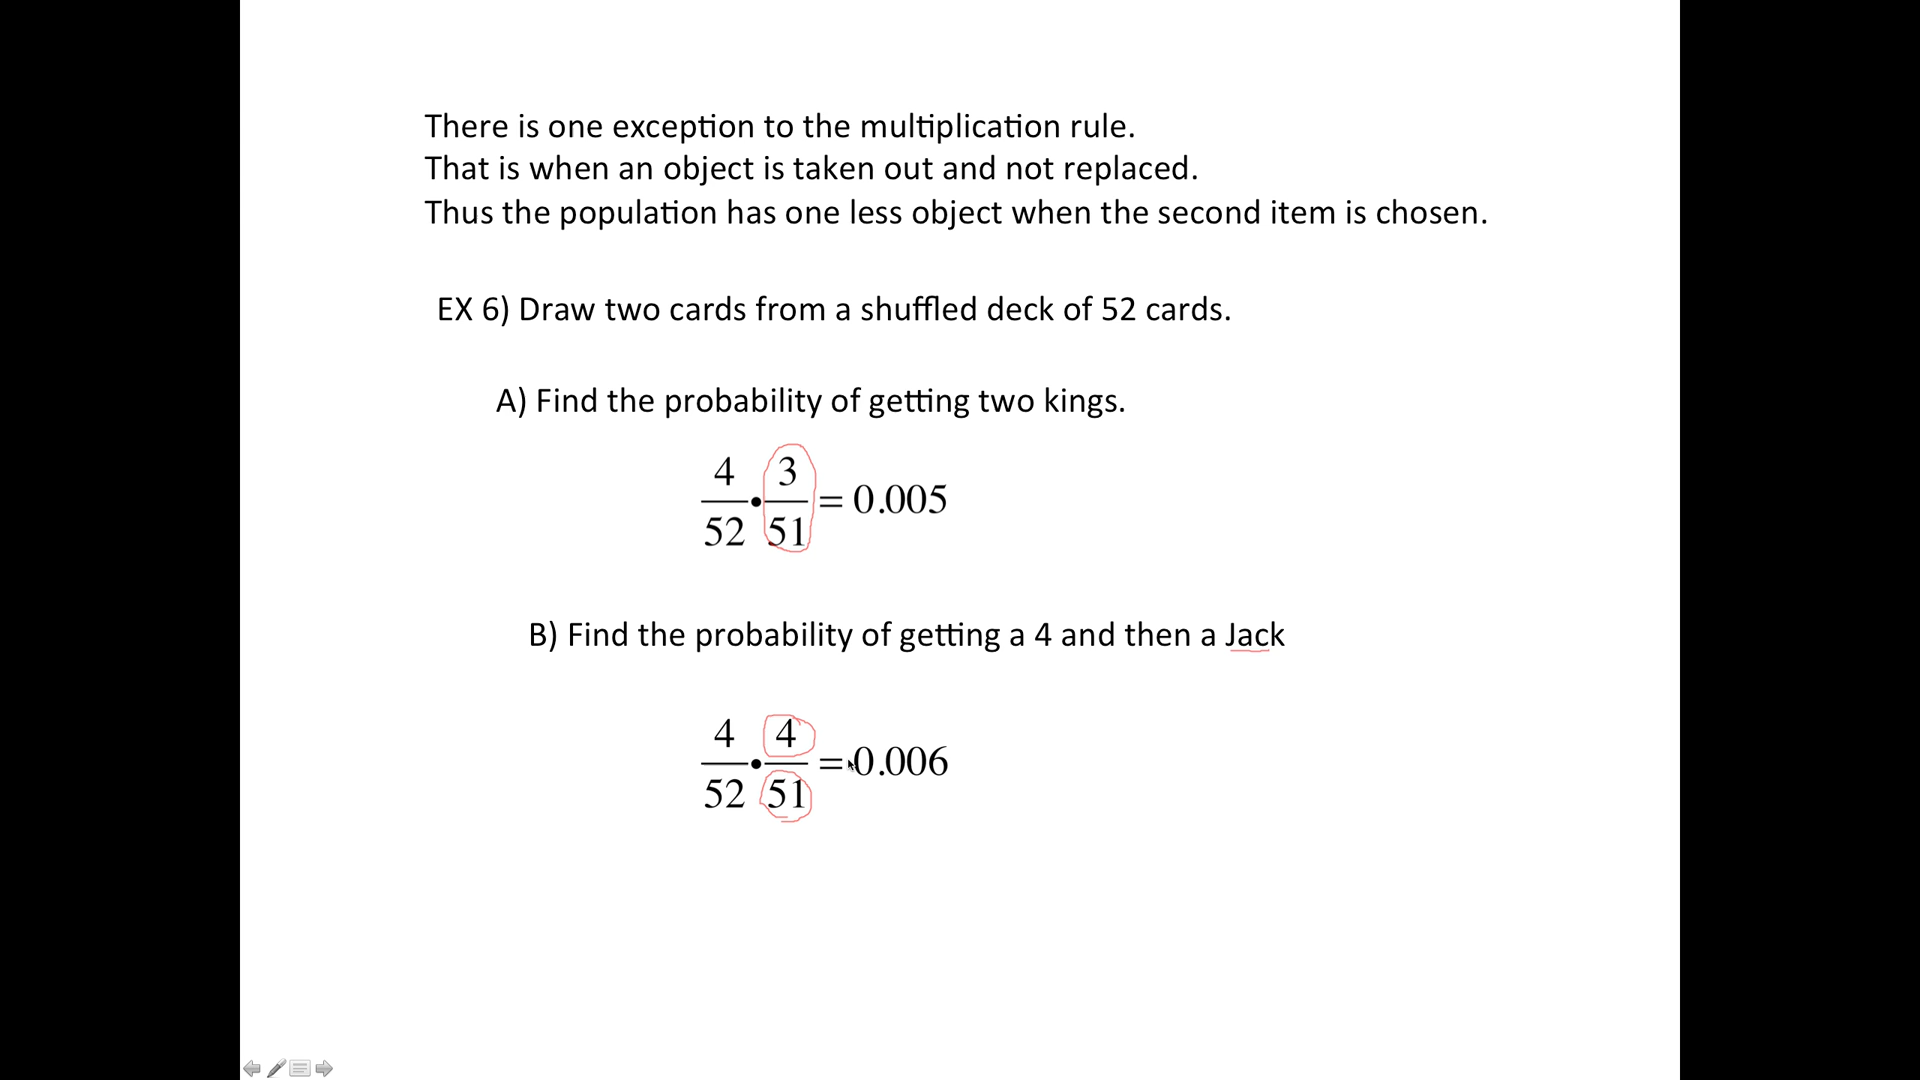 There is one exception to the multiplication rule.
That is when an object is taken out and not replaced.
Thus the population has one less object when the second item is chosen.
EX 6) Draw two cards from a shuffled deck of 52 cards.
A) Find the probability of getting two kings.
4/52 • 3/51 = 0.005
B) Find the probability of getting a 4 and then a Jack
4/52 • 4/51 = 0.006